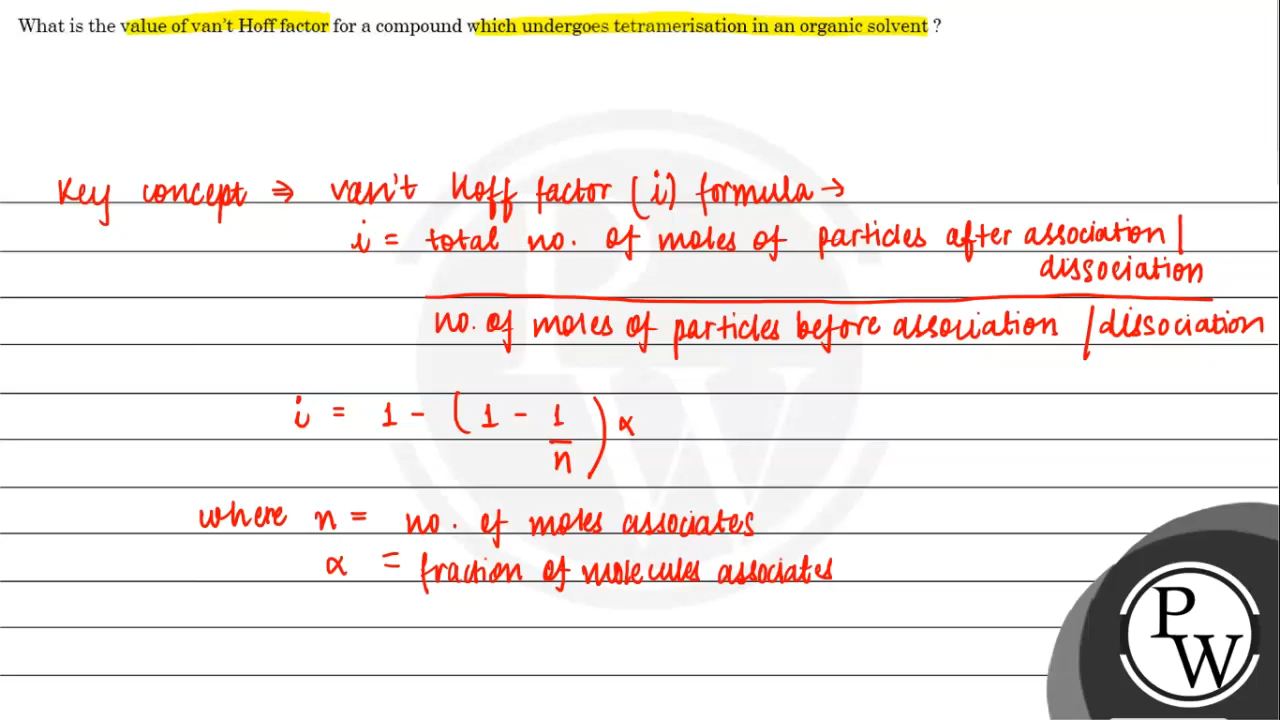 What is the value of van't Hoff factor for a compound which undergoes tetramerisation in an organic solvent ?
Key concept ⇒ van't Hoff factor (i) formula →
i = total no. of moles of particles after association /
dissociation
no. of moles of particles before association / dissociation
i = 1 - (1 - 1/n) α
where n = no. of moles associates
α = fraction of molecules associates
P
W
P
W